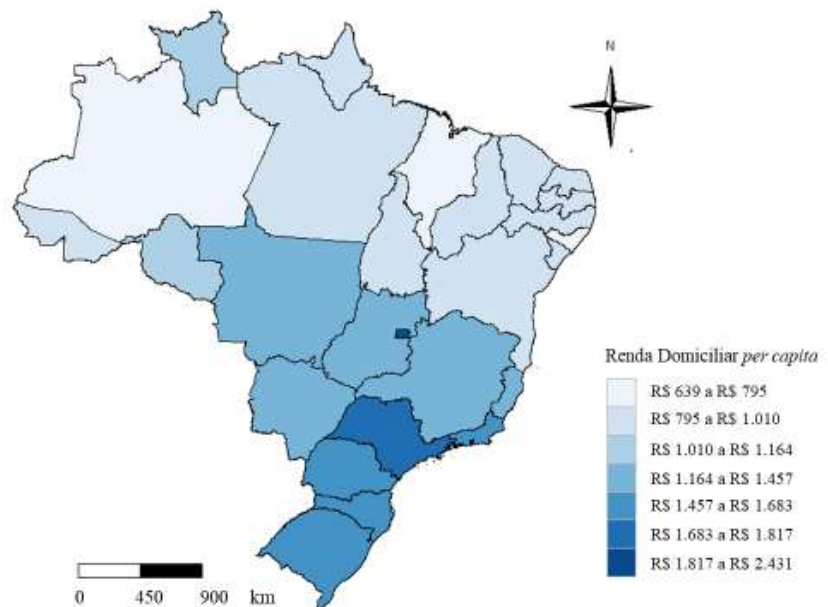 N
Renda Domiciliar per capita
R$ 639 a R$ 795
R$ 795 a R$ 1.010
R$ 1.010 a R$ 1.164
R$ 1.164 a R$ 1.457
R$ 1.457 a R$ 1.683
R$ 1.683 a R$ 1.817
R$ 1.817 a R$ 2.431
0 450 900 km